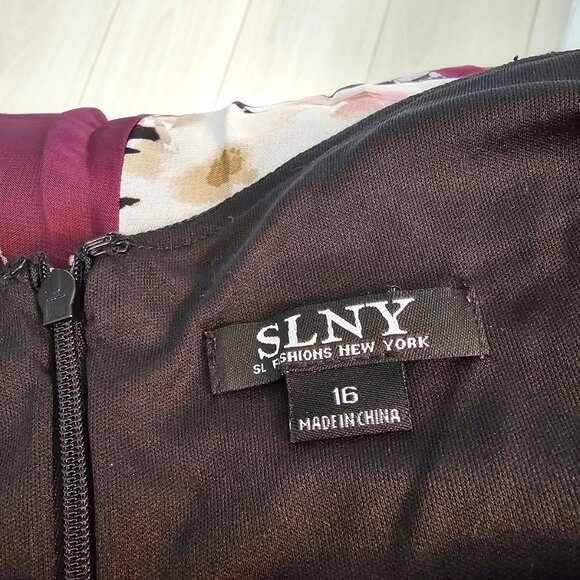 SLNY
SL FASHIONS NEW YORK
16
MADE IN CHINA